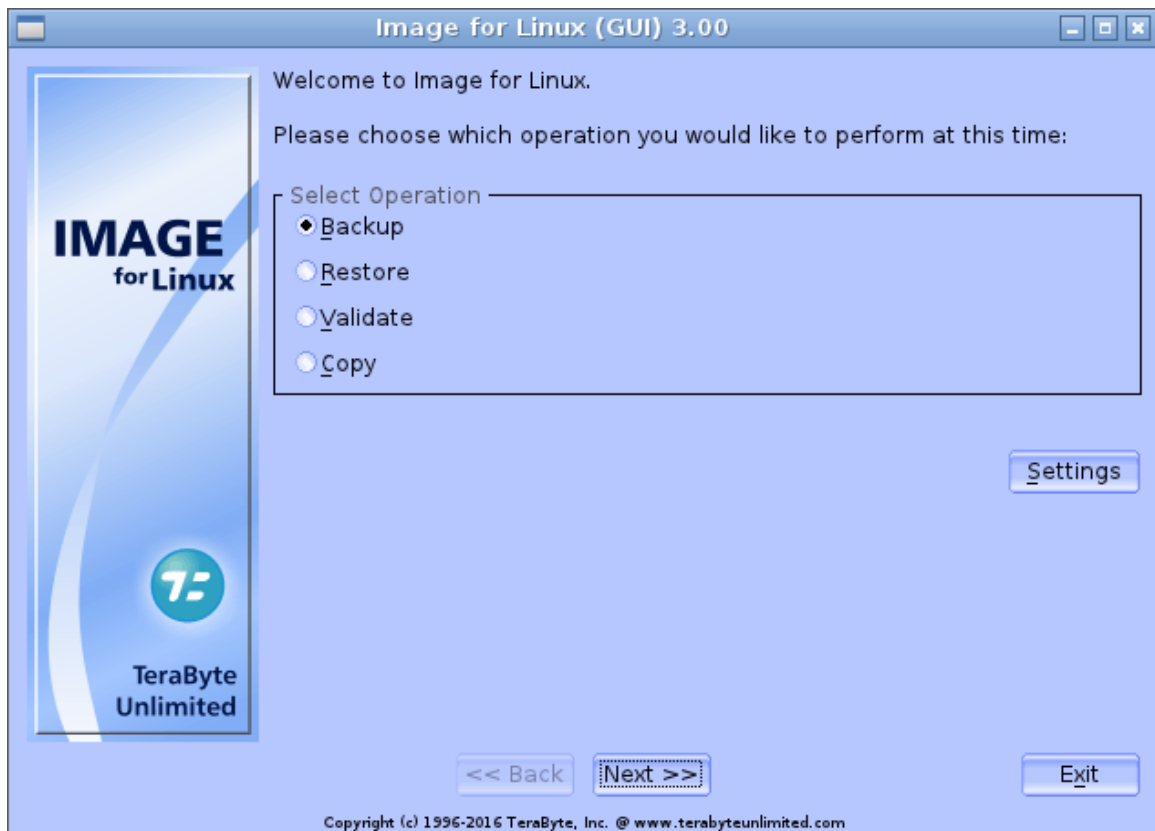 Image for Linux (GUI) 3.00
Welcome to Image for Linux.
Please choose which operation you would like to perform at this time:
Select Operation
Backup
Restore
Validate
Copy
IMAGE
for Linux
Settings
TeraByte
Unlimited
<< Back
Next >>
Exit
Copyright (c) 1996-2016 TeraByte, Inc. @ www.terabyteunlimited.com